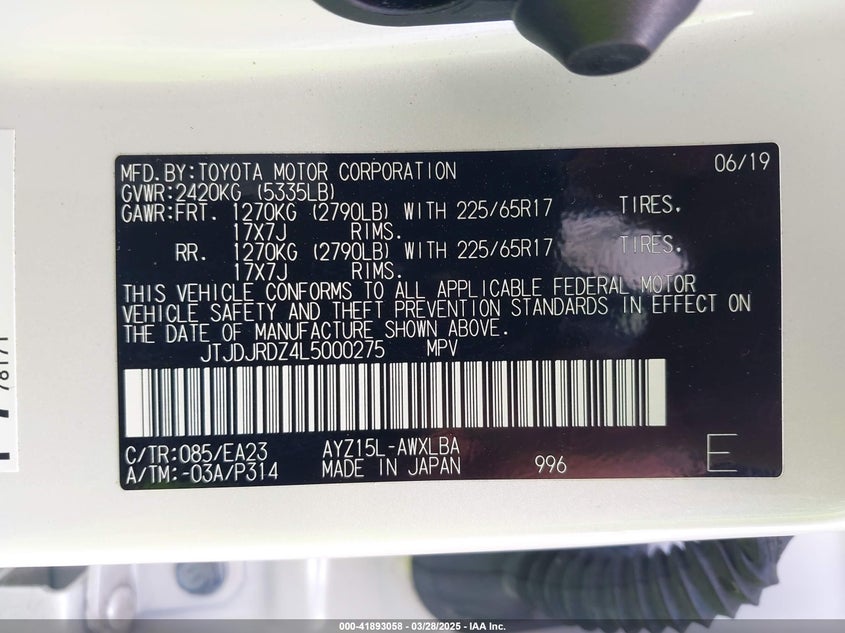 MFD.BY:TOYOTA MOTOR CORPORATION 06/19
GVWR:2420KG (5335LB)
GAWR:FRT. 1270KG (2790LB) WITH 225/65R17 TIRES.
17X7J RIMS.
RR. 1270KG (2790LB) WITH 225/65R17 TIRES.
17X7J RIMS.
THIS VEHICLE CONFORMS TO ALL APPLICABLE FEDERAL MOTOR
VEHICLE SAFETY AND THEFT PREVENTION STANDARDS IN EFFECT ON
THE DATE OF MANUFACTURE SHOWN ABOVE.
JTJDJRDZ4L5000275 MPV
C/TR:085/EA23 AYZ15L-AWXLBA
A/TM:-03A/P314 MADE IN JAPAN 996 E
000-41893058 - 03/28/2025 - IAA Inc.